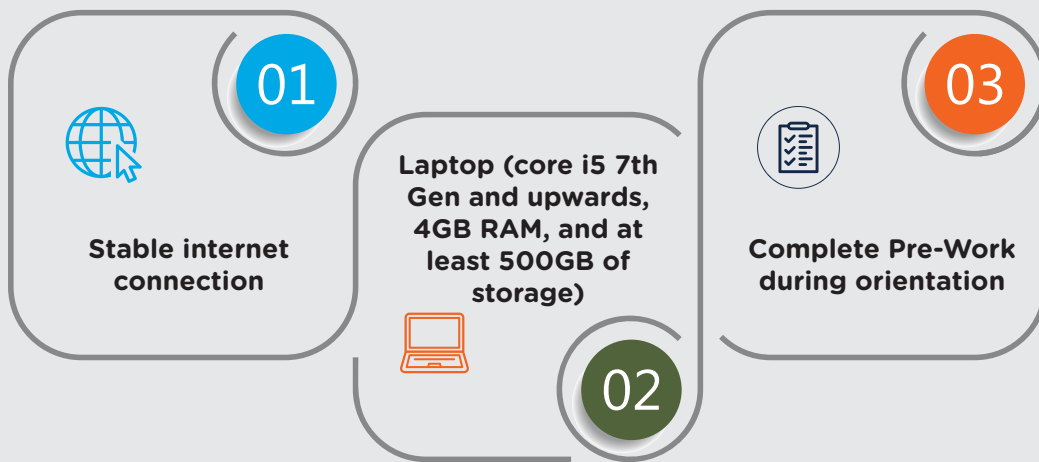 01
Stable internet
connection
Laptop (core i5 7th
Gen and upwards,
4GB RAM, and at
least 500GB of
storage)
02
03
Complete Pre-Work
during orientation